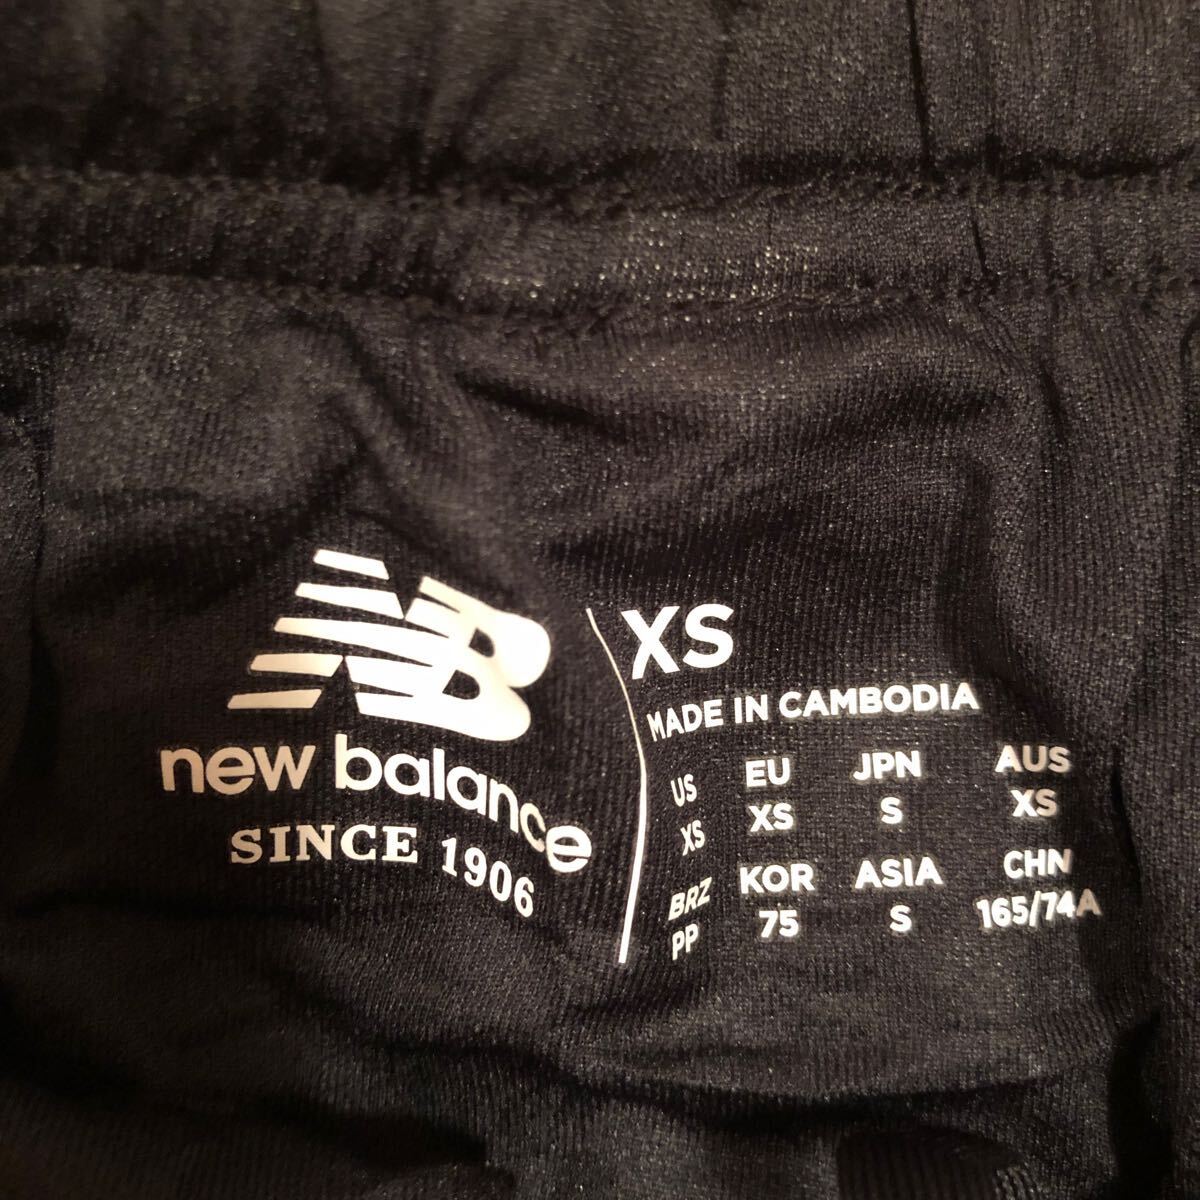 NB
new balance
SINCE 1906
XS
MADE IN CAMBODIA
US EU JPN AUS
XS XS S XS
BRZ KOR ASIA CHN
PP 75 S 165/74A